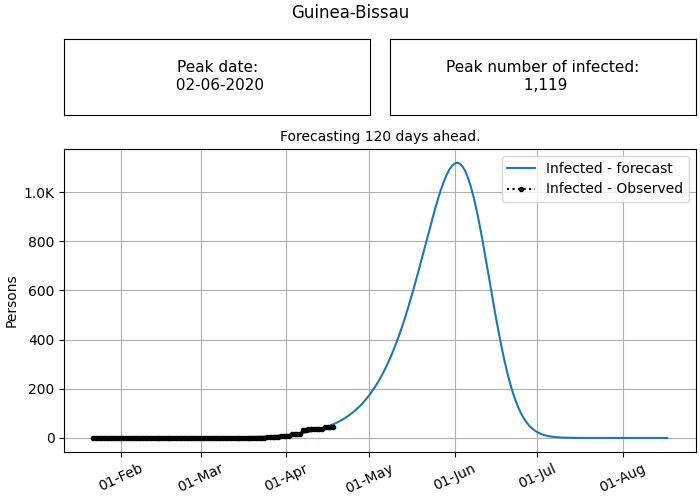 Guinea-Bissau
Peak date:
02-06-2020
Peak number of infected:
1,119
Forecasting 120 days ahead.
Infected - forecast
Infected - Observed
1.0K
800
600
400
200
0
Persons
01-Feb
01-Mar
01-Apr
01-May
01-Jun
01-Jul
01-Aug